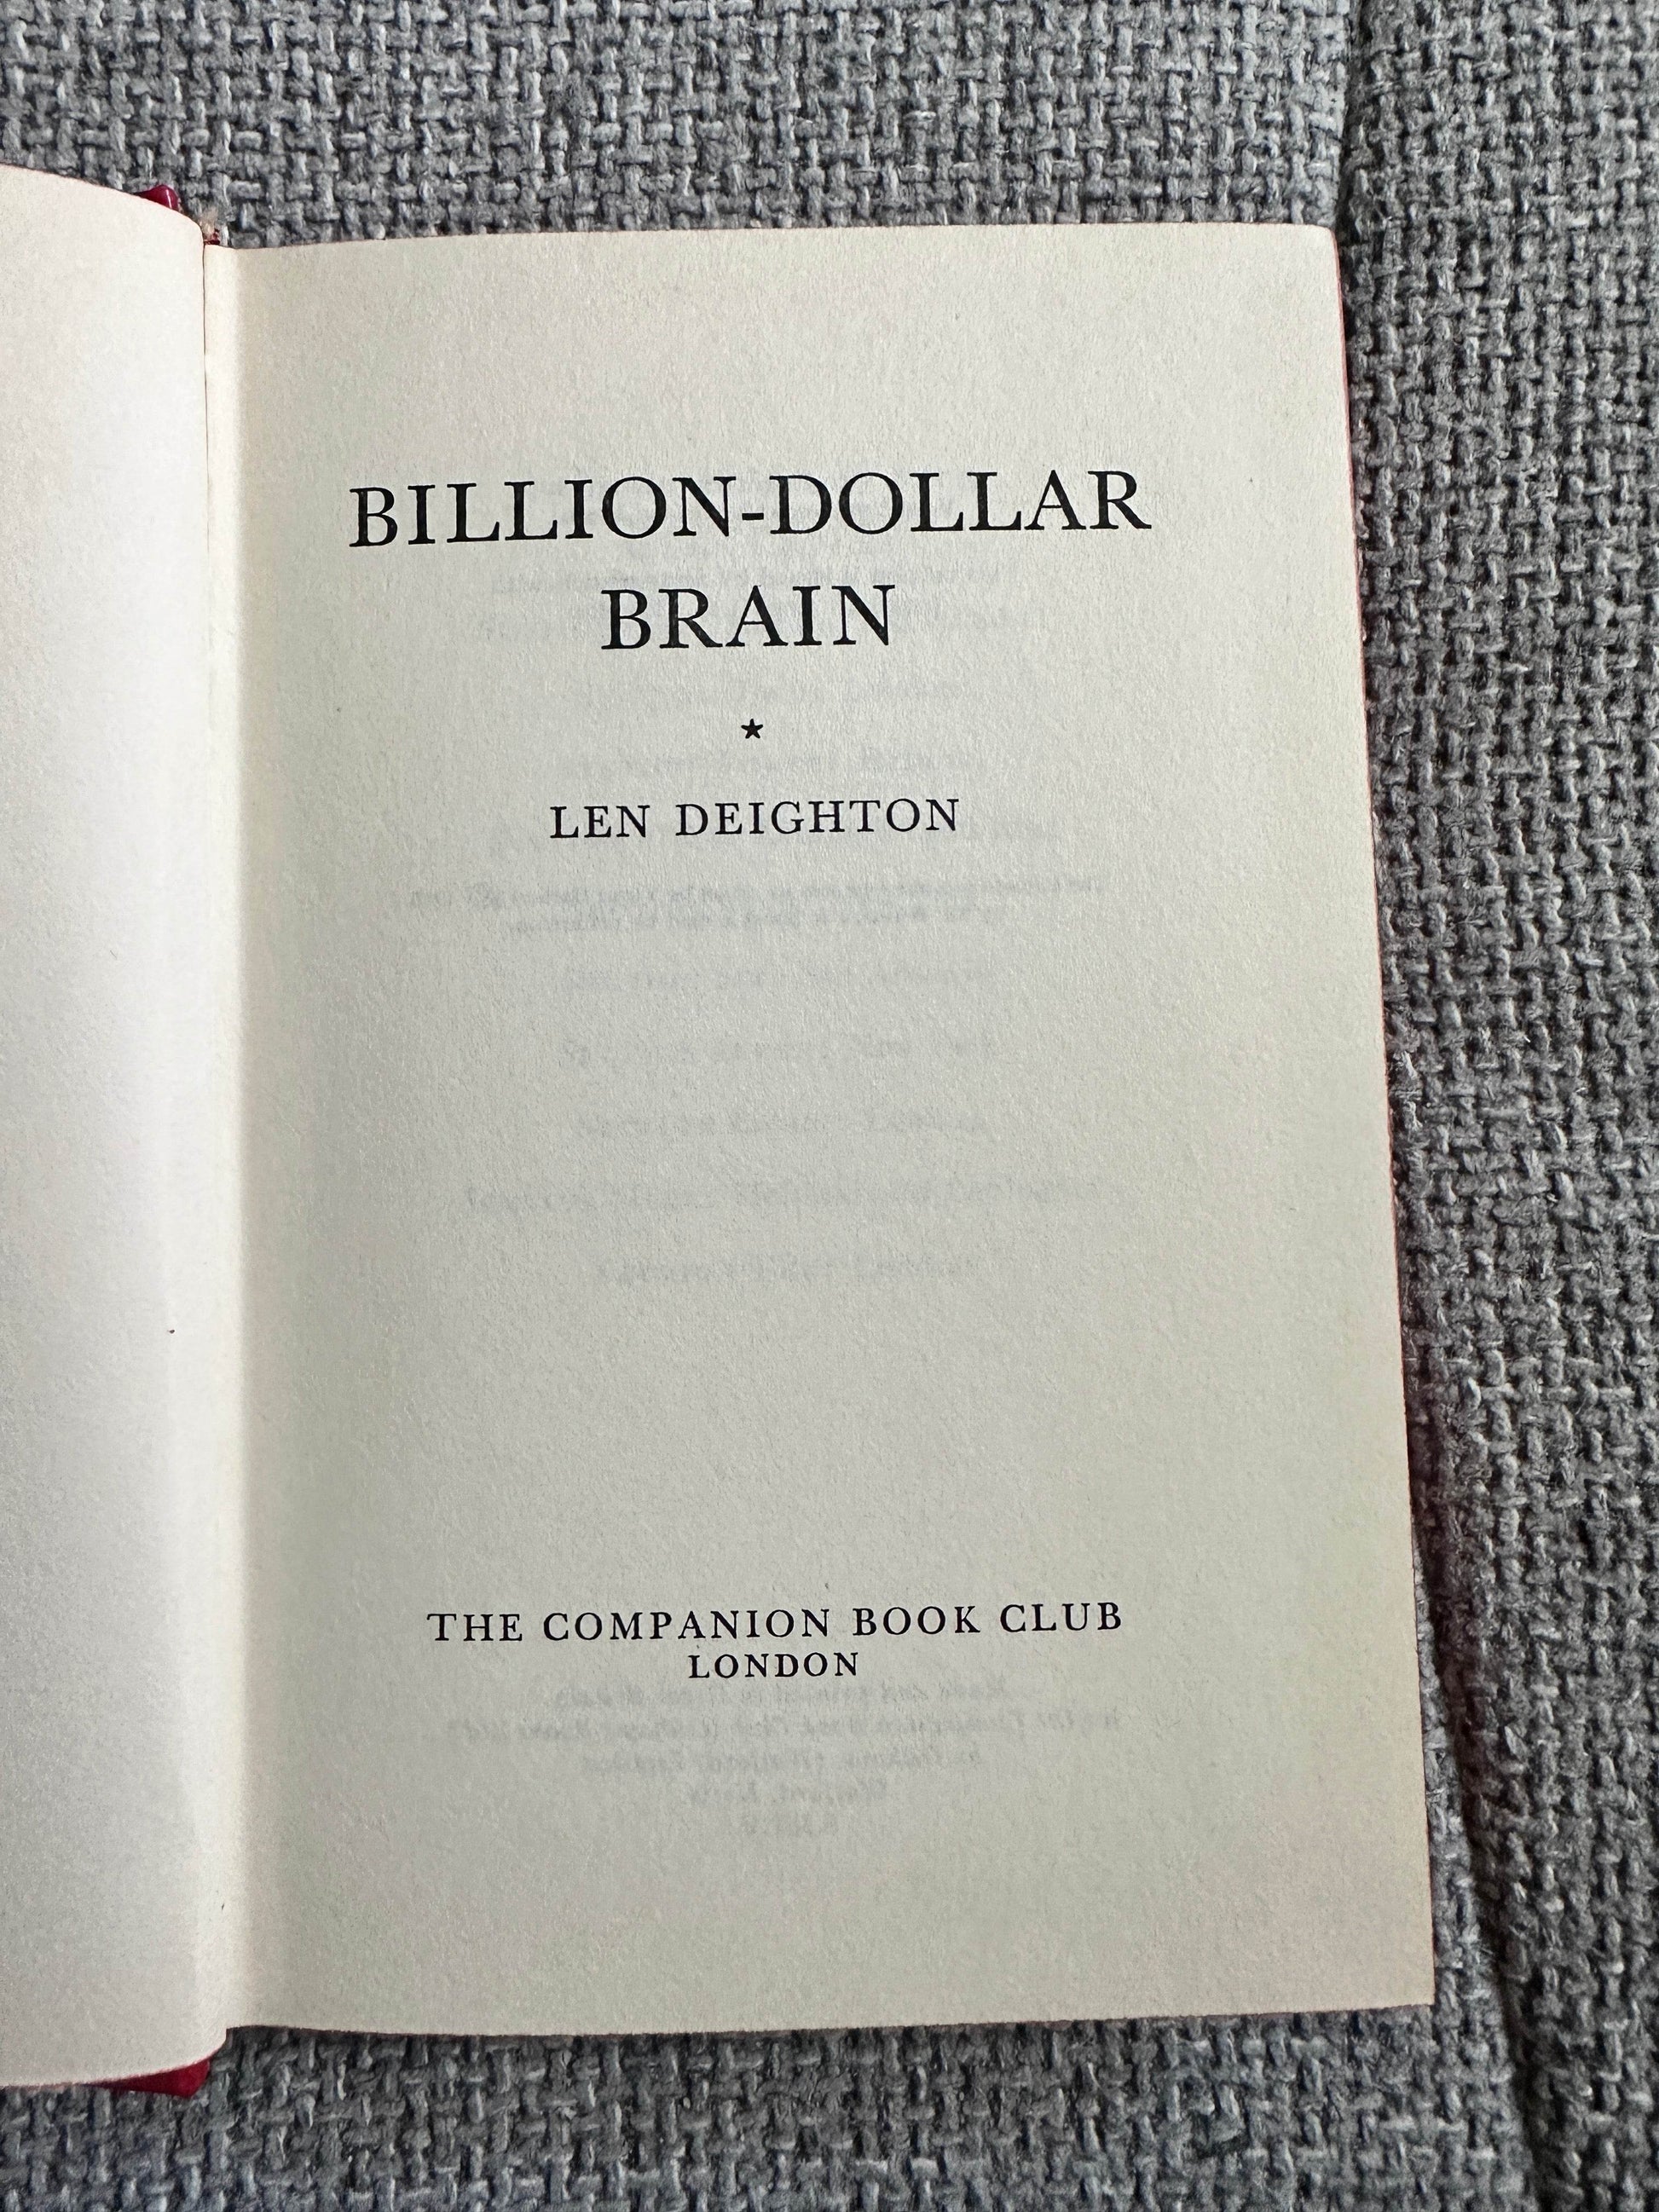 BILLION-DOLLAR
BRAIN
★
LEN DEIGHTON
THE COMPANION BOOK CLUB
LONDON